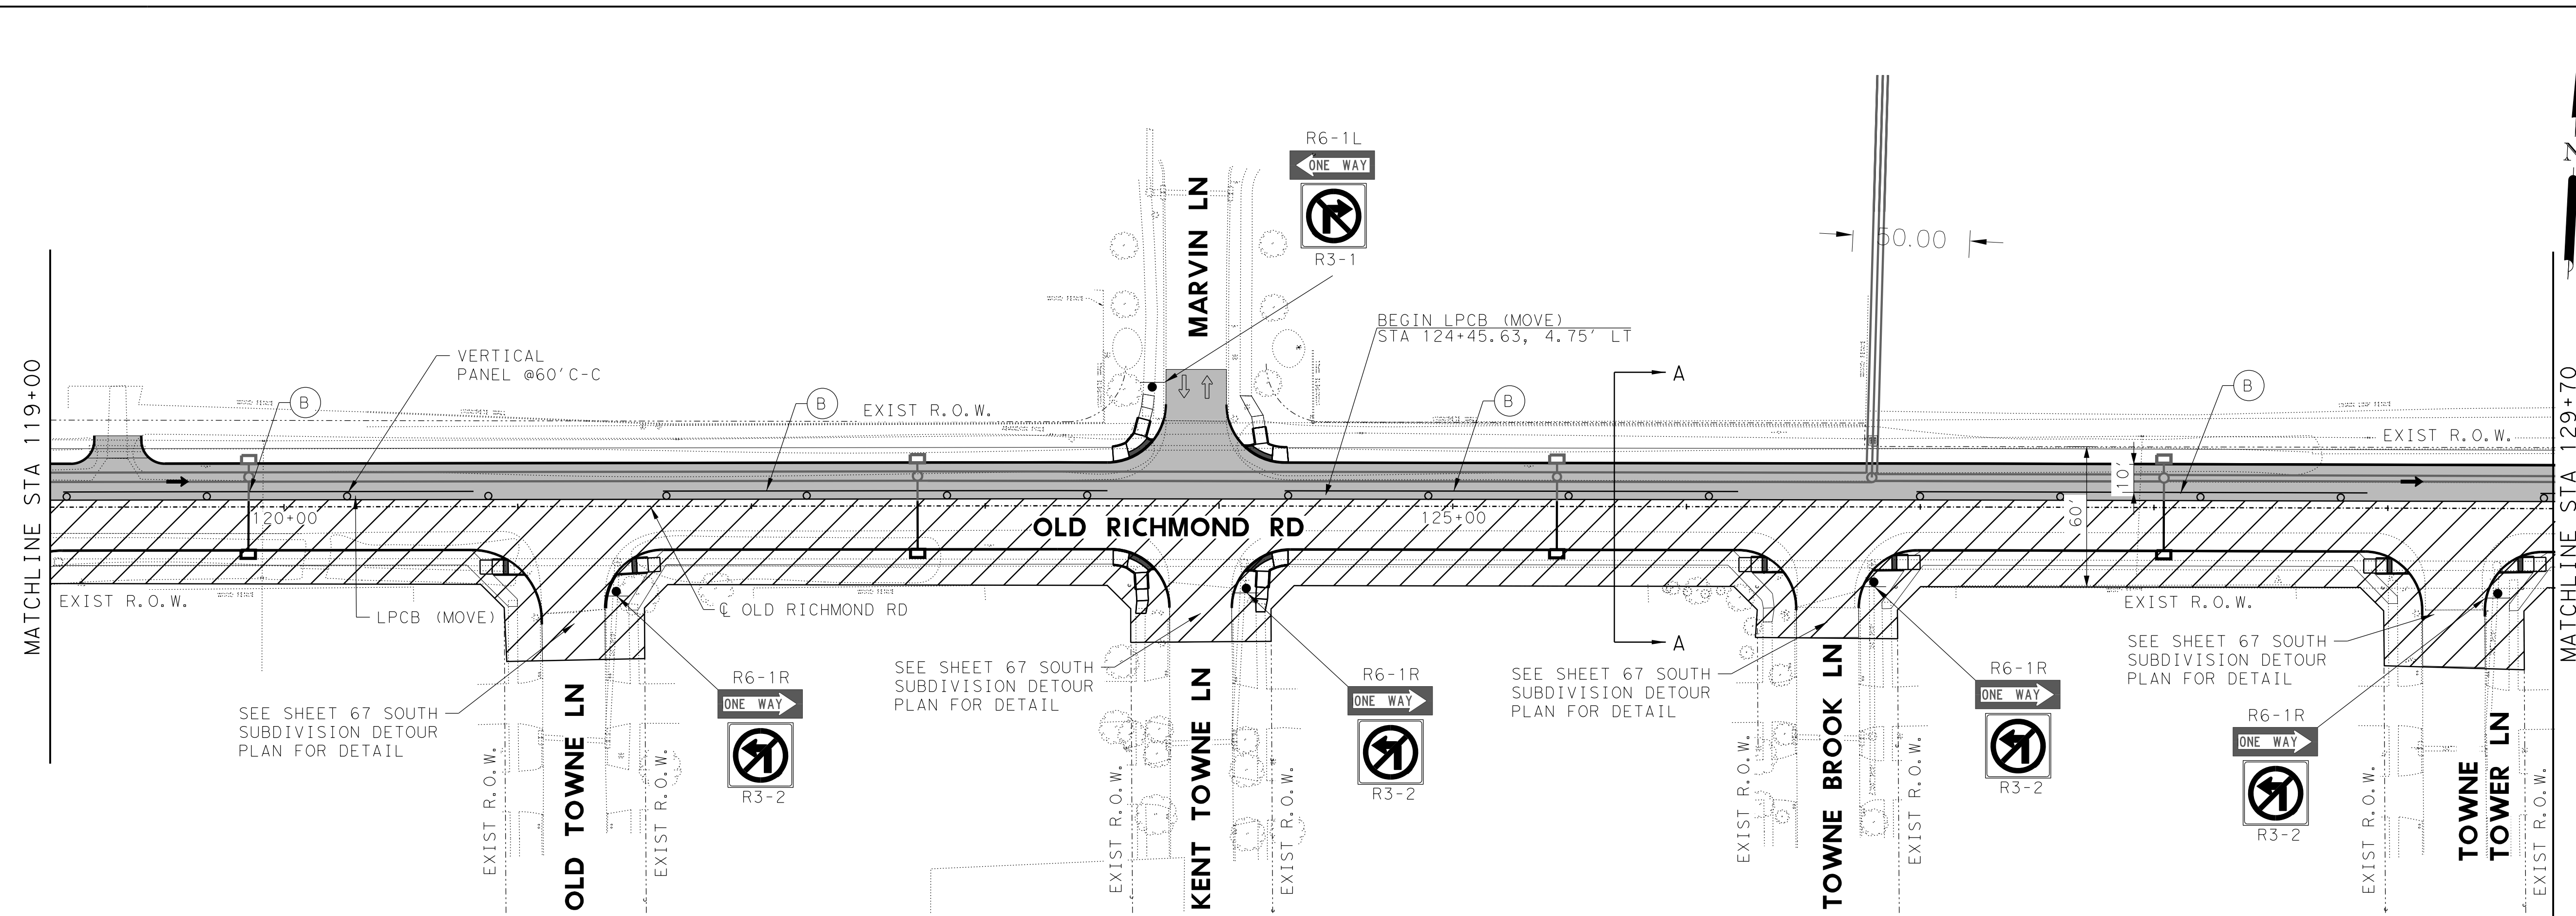 R6-1L
ONE WAY
R3-1
N
MARVIN LN
50.00
BEGIN LPCB (MOVE)
STA 124+45.63, 4.75' LT
VERTICAL
PANEL @60'C-C
MATCHLINE STA 119+00
B
B
EXIST R.O.W.
B
A
B
EXIST R.O.W.
MATCHLINE STA 129+70
10'
60'
120+00
OLD RICHMOND RD
125+00
EXIST R.O.W.
LPCB (MOVE)
℄ OLD RICHMOND RD
A
EXIST R.O.W.
SEE SHEET 67 SOUTH
SUBDIVISION DETOUR
PLAN FOR DETAIL
OLD TOWNE LN
EXIST R.O.W.
EXIST R.O.W.
R6-1R
ONE WAY
R3-2
SEE SHEET 67 SOUTH
SUBDIVISION DETOUR
PLAN FOR DETAIL
KENT TOWNE LN
EXIST R.O.W.
EXIST R.O.W.
R6-1R
ONE WAY
R3-2
SEE SHEET 67 SOUTH
SUBDIVISION DETOUR
PLAN FOR DETAIL
TOWNE BROOK LN
EXIST R.O.W.
EXIST R.O.W.
R6-1R
ONE WAY
R3-2
SEE SHEET 67 SOUTH
SUBDIVISION DETOUR
PLAN FOR DETAIL
R6-1R
ONE WAY
R3-2
EXIST R.O.W.
TOWNE
TOWER LN
EXIST R.O.W.